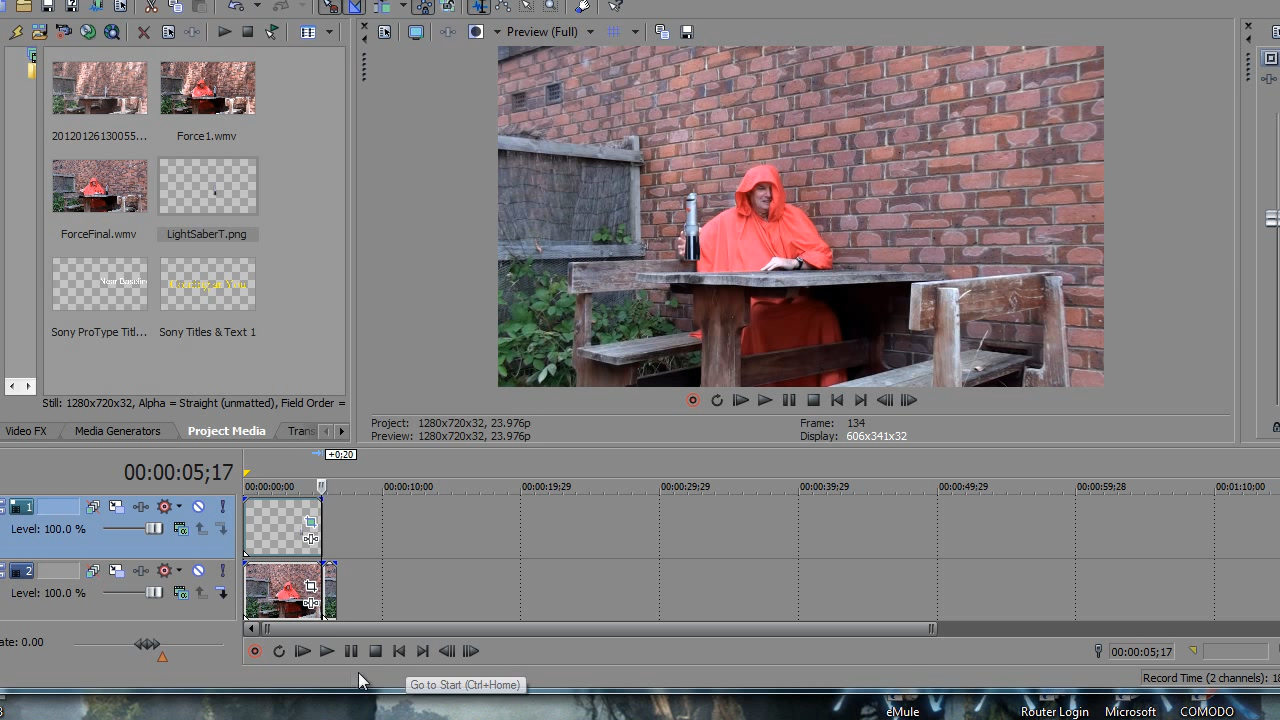 Preview (Full)
20120126130055...
Force1.wmv
ForceFinal.wmv
LightSaberT.png
Sony ProType Titl...
Sony Titles & Text 1
Still: 1280x720x32, Alpha = Straight (unmatted), Field Order =
Video FX
Media Generators
Project Media
Trans
Project: 1280x720x32, 23.976p
Preview: 1280x720x32, 23.976p
Frame: 134
Display: 606x341x32
00:00:05;17
+0:20
00:00:00;00
00:00:10;00
00:00:19;29
00:00:29;29
00:00:39;29
00:00:49;29
00:00:59;28
00:01:10;00
1
Level: 100.0 %
2
Level: 100.0 %
ate: 0.00
00:00:05;17
Go to Start (Ctrl+Home)
Record Time (2 channels): 18
eMule
Router Login
Microsoft
COMODO